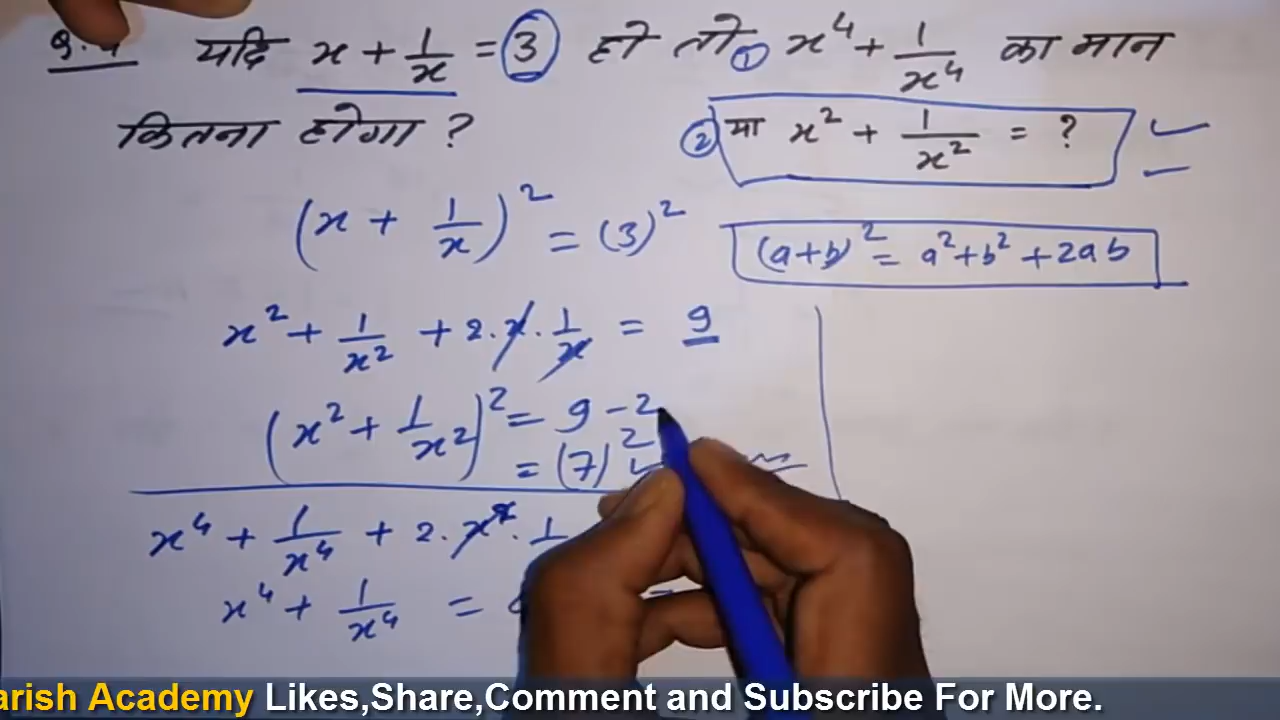 यदि x + 1/x = 3 हो तो ① x⁴ + 1/x⁴ का मान
कितना होगा ?
② या x² + 1/x² = ?
(x + 1/x)² = (3)²
(a+b)² = a²+b²+2ab
x² + 1/x² + 2.x.1/x = 9
(x² + 1/x²)² = 9-2
= (7)²
x⁴ + 1/x⁴ + 2.x².1
x⁴ + 1/x⁴ =
arish Academy Likes,Share,Comment and Subscribe For More.